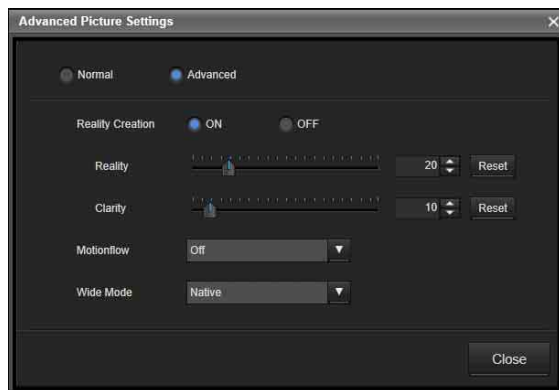 Advanced Picture Settings
Normal Advanced
Reality Creation ON OFF
Reality 20 Reset
Clarity 10 Reset
Motionflow Off
Wide Mode Native
Close